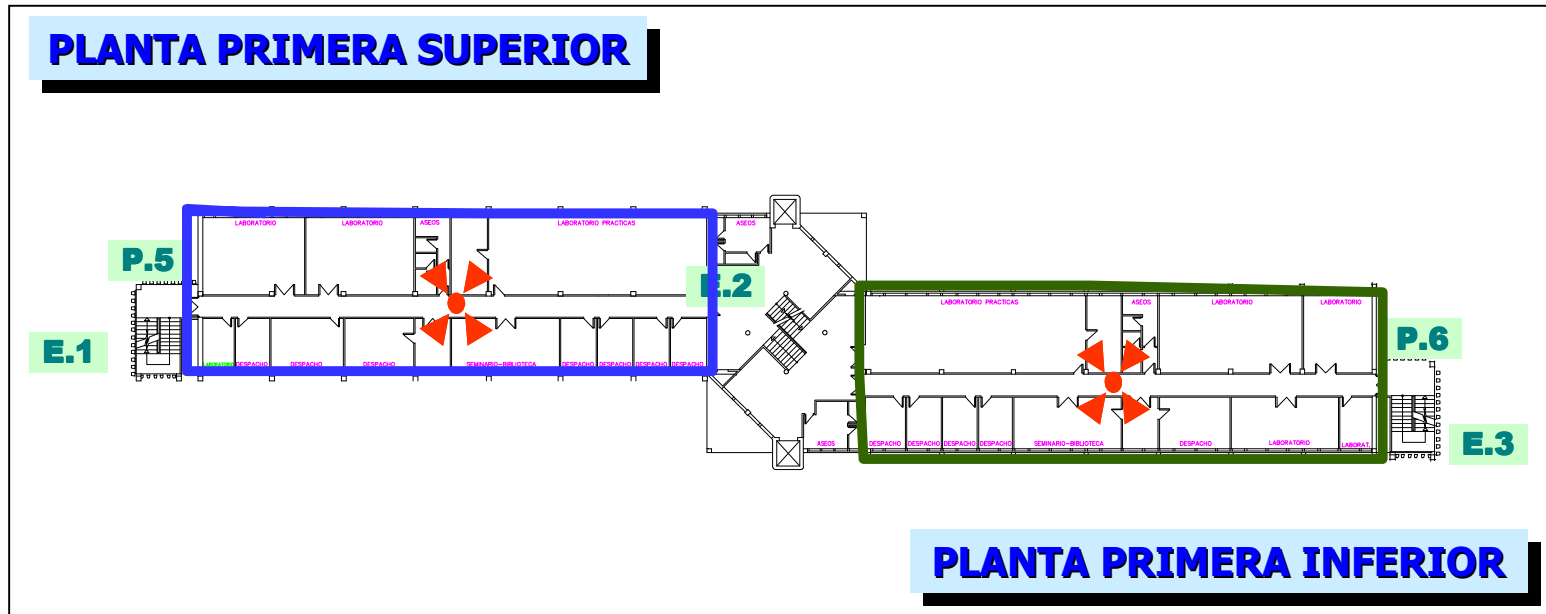 PLANTA PRIMERA SUPERIOR
LABORATORIO LABORATORIO ASEOS LABORATORIO PRACTICAS ASEOS
P.5
E.2
LABORATORIO PRACTICAS ASEOS LABORATORIO LABORATORIO
P.6
E.1
LABORATORIO DESPACHO DESPACHO DESPACHO SEMINARIO-BIBLIOTECA DESPACHO DESPACHO DESPACHO DESPACHO
ASEOS DESPACHO DESPACHO DESPACHO DESPACHO SEMINARIO-BIBLIOTECA DESPACHO LABORATORIO LABORAT.
E.3
PLANTA PRIMERA INFERIOR